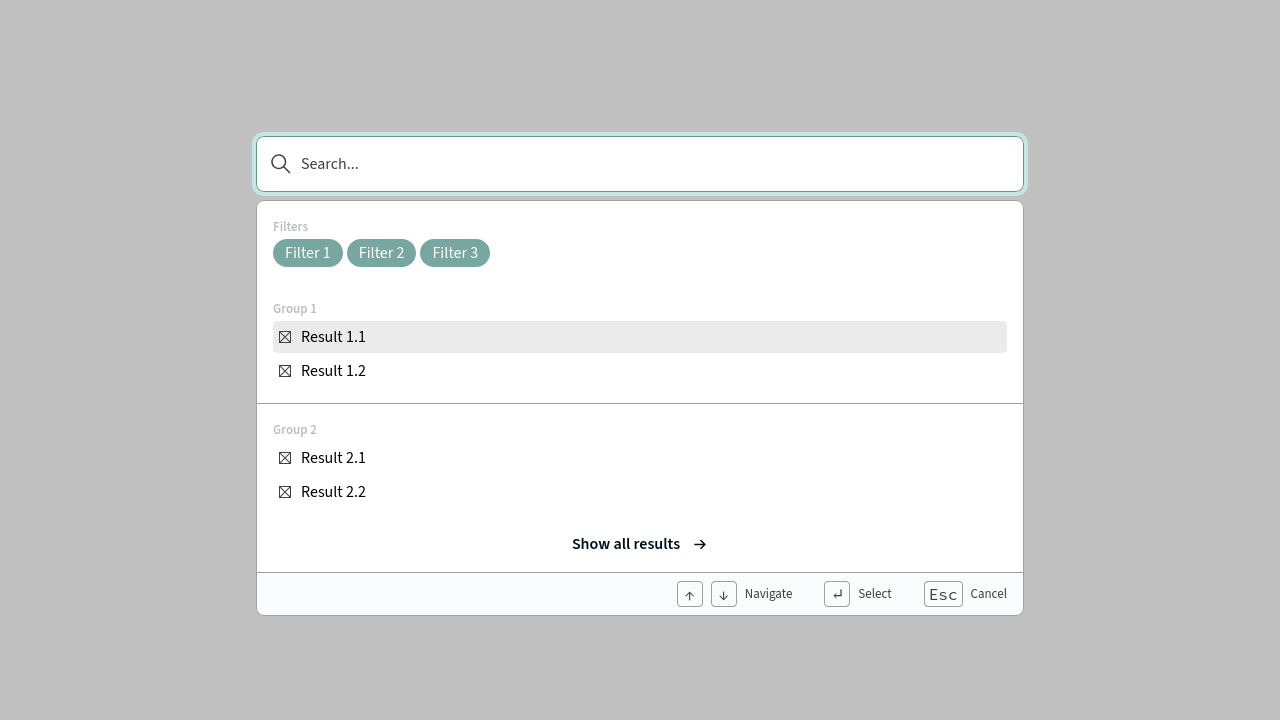 Search...
Filters
Filter 1 Filter 2 Filter 3
Group 1
Result 1.1
Result 1.2
Group 2
Result 2.1
Result 2.2
Show all results →
↑ ↓ Navigate ↵ Select Esc Cancel